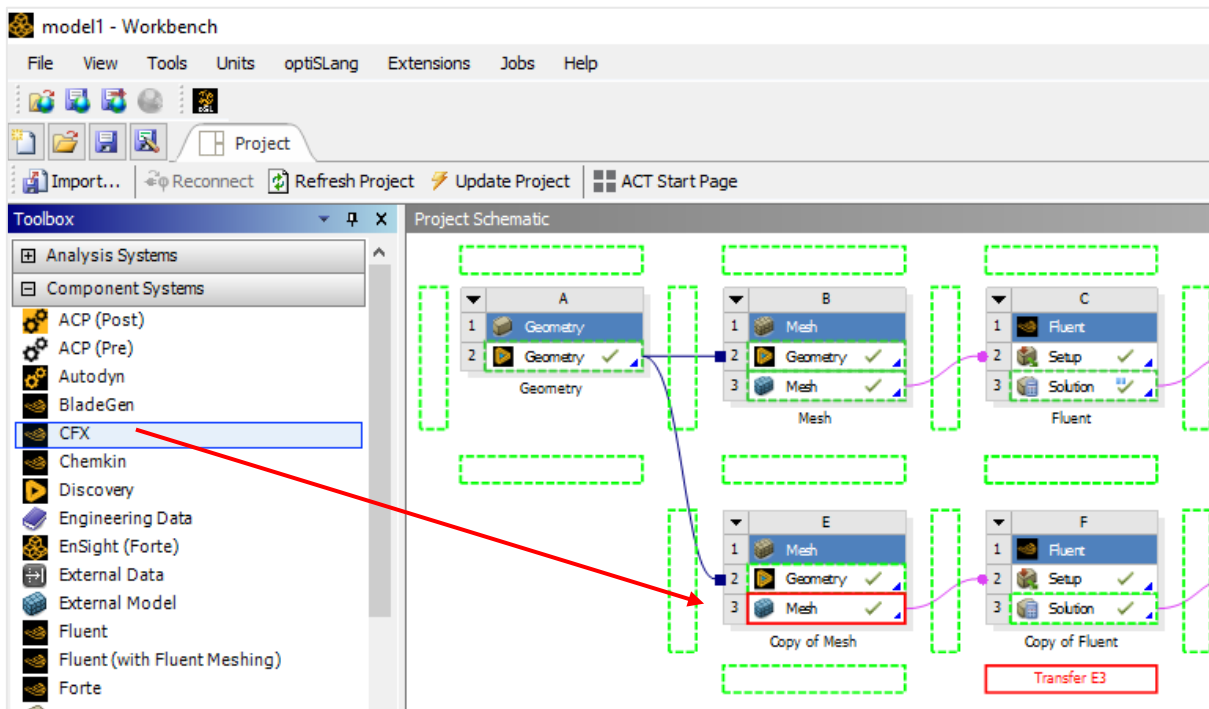 model1 - Workbench
File View Tools Units optiSLang Extensions Jobs Help
Project
Import... Reconnect Refresh Project Update Project ACT Start Page
Toolbox
Project Schematic
Analysis Systems
Component Systems
ACP (Post)
ACP (Pre)
Autodyn
BladeGen
CFX
Chemkin
Discovery
Engineering Data
EnSight (Forte)
External Data
External Model
Fluent
Fluent (with Fluent Meshing)
Forte
A
1 Geometry
2 Geometry
Geometry
B
1 Mesh
2 Geometry
3 Mesh
Mesh
C
1 Fluent
2 Setup
3 Solution
Fluent
E
1 Mesh
2 Geometry
3 Mesh
Copy of Mesh
F
1 Fluent
2 Setup
3 Solution
Copy of Fluent
Transfer E3